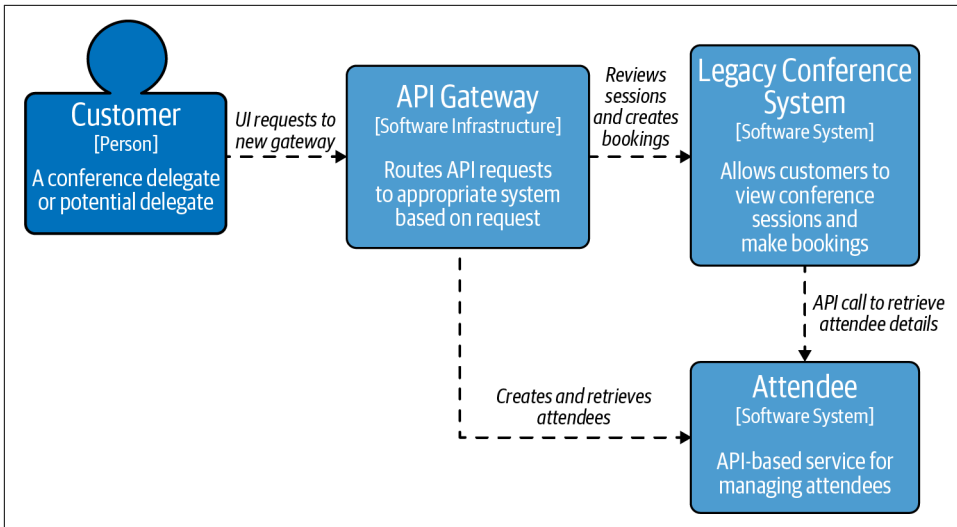 Customer
[Person]
A conference delegate
or potential delegate
UI requests to
new gateway
API Gateway
[Software Infrastructure]
Routes API requests
to appropriate system
based on request
Reviews
sessions
and creates
bookings
Legacy Conference
System
[Software System]
Allows customers to
view conference
sessions and
make bookings
API call to retrieve
attendee details
Creates and retrieves
attendees
Attendee
[Software System]
API-based service for
managing attendees